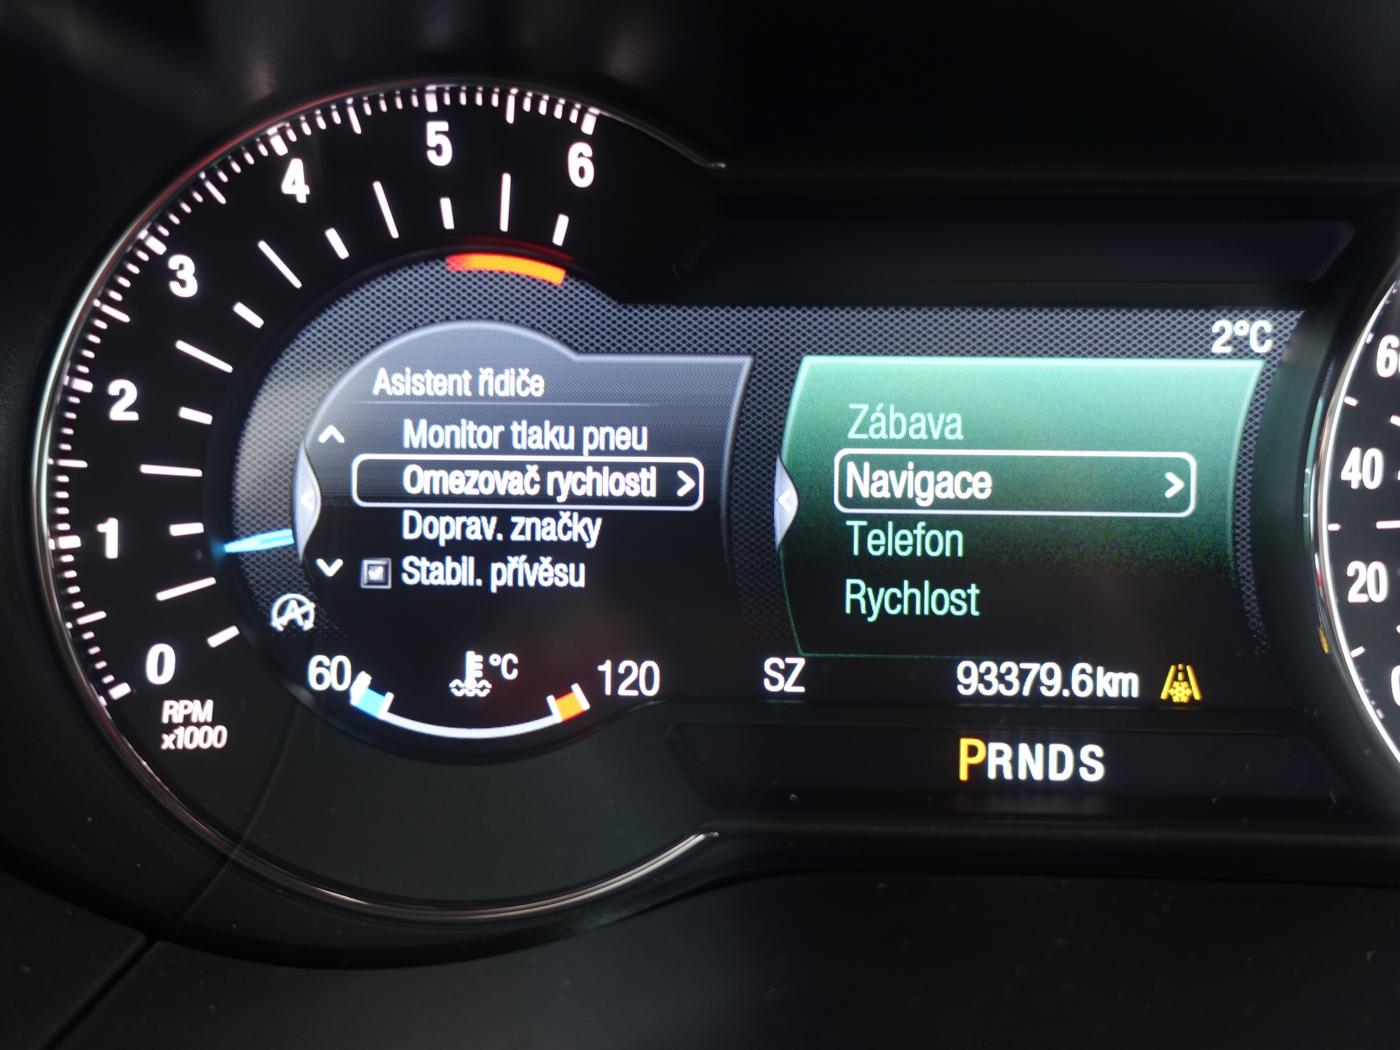 6
5
4
3
2
1
0
RPM
x1000
Asistent řidiče
Monitor tlaku pneu
Omezovač rychlosti
Doprav. značky
Stabil. přívěsu
60
°C
120
2°C
Zábava
Navigace
Telefon
Rychlost
SZ
93379.6km
PRNDS
40
20